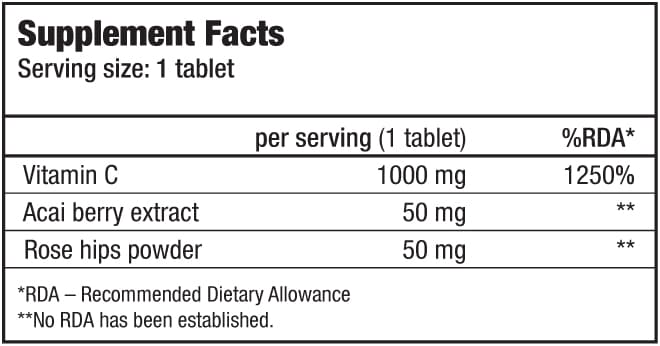 Supplement Facts
Serving size: 1 tablet
per serving (1 tablet) %RDA*
Vitamin C 1000 mg 1250%
Acai berry extract 50 mg **
Rose hips powder 50 mg **
*RDA – Recommended Dietary Allowance
**No RDA has been established.